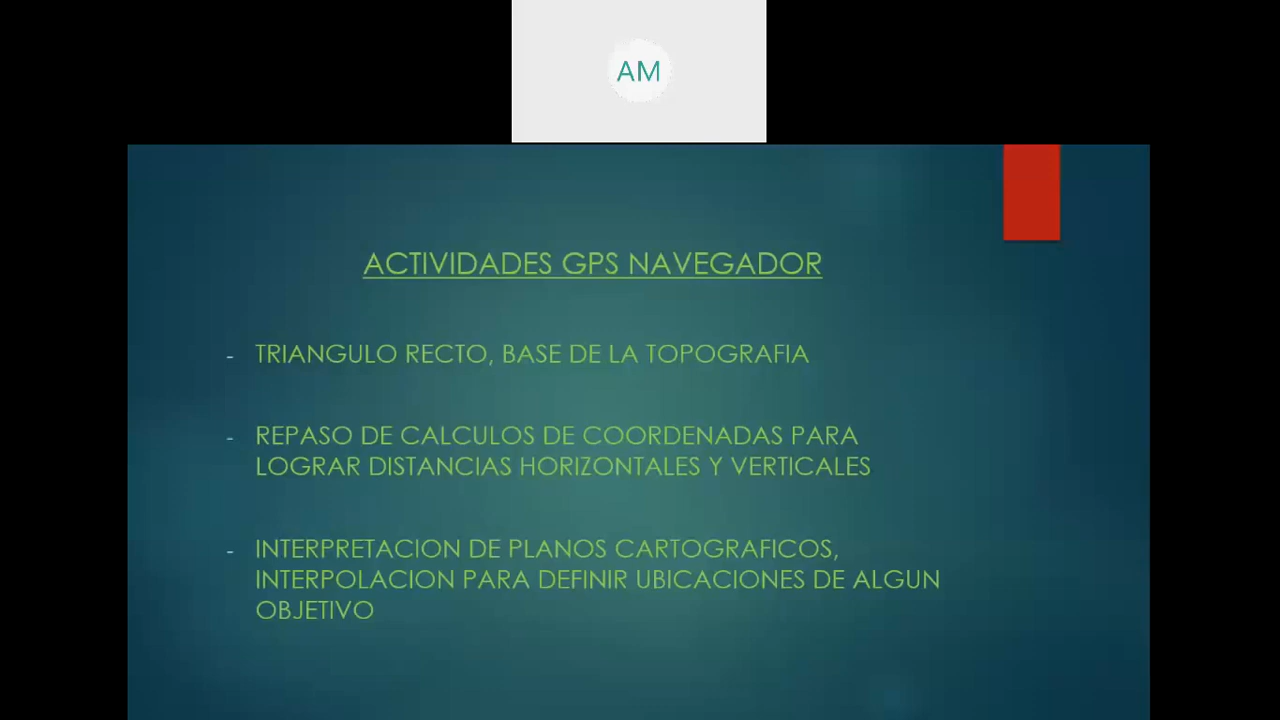 AM
ACTIVIDADES GPS NAVEGADOR
- TRIANGULO RECTO, BASE DE LA TOPOGRAFIA
- REPASO DE CALCULOS DE COORDENADAS PARA
LOGRAR DISTANCIAS HORIZONTALES Y VERTICALES
- INTERPRETACION DE PLANOS CARTOGRAFICOS,
INTERPOLACION PARA DEFINIR UBICACIONES DE ALGUN
OBJETIVO